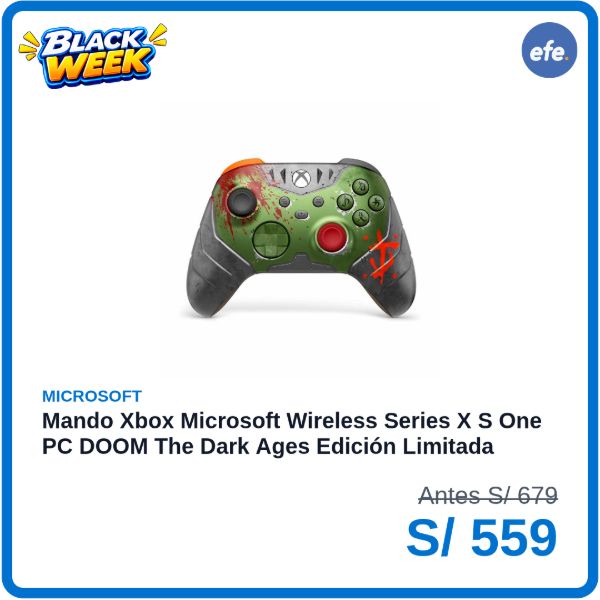 BLACK
WEEK
efe.
MICROSOFT
Mando Xbox Microsoft Wireless Series X S One
PC DOOM The Dark Ages Edición Limitada
Antes S/ 679
S/ 559